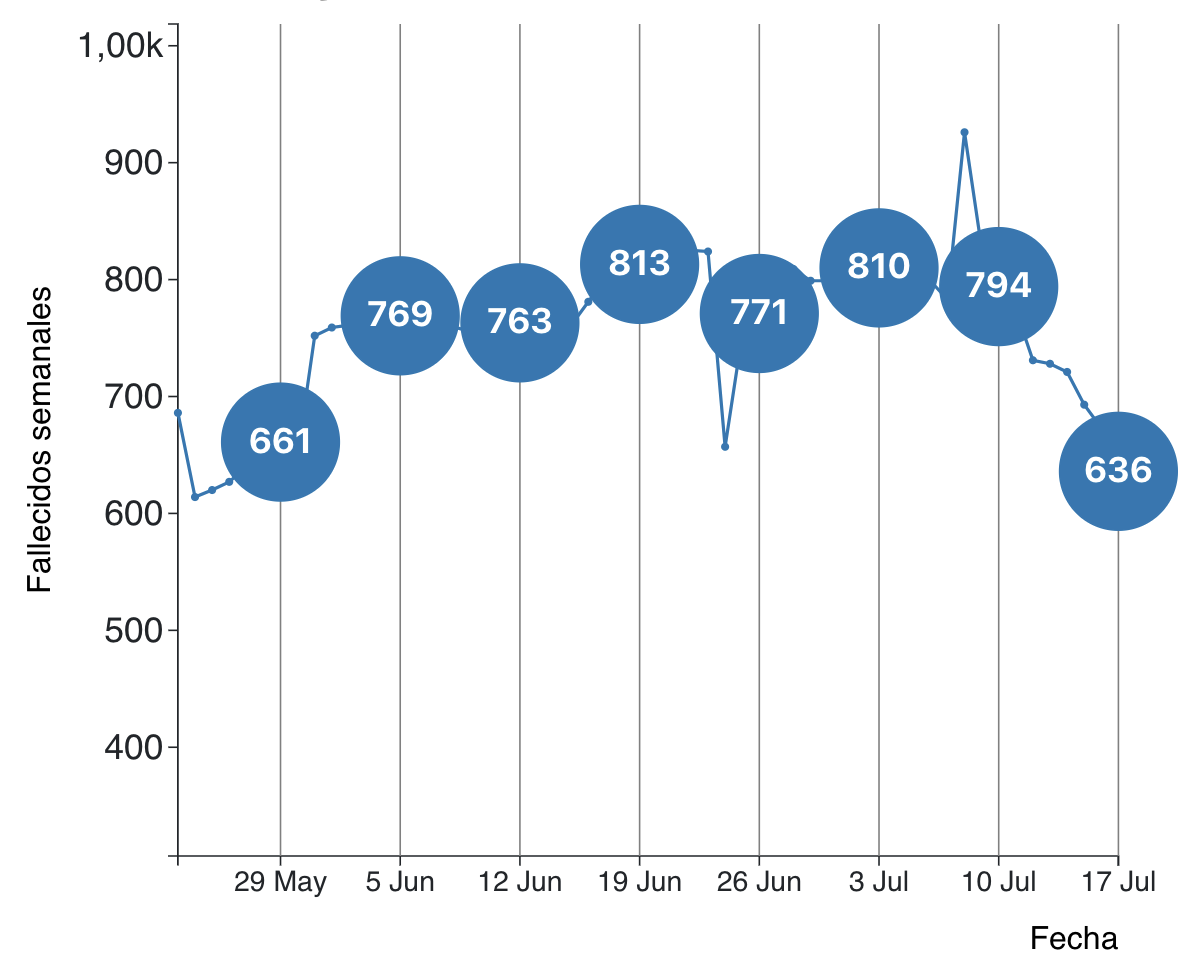 1,00k
900
800
700
600
500
400
Fallecidos semanales
661
769
763
813
771
810
794
636
29 May
5 Jun
12 Jun
19 Jun
26 Jun
3 Jul
10 Jul
17 Jul
Fecha